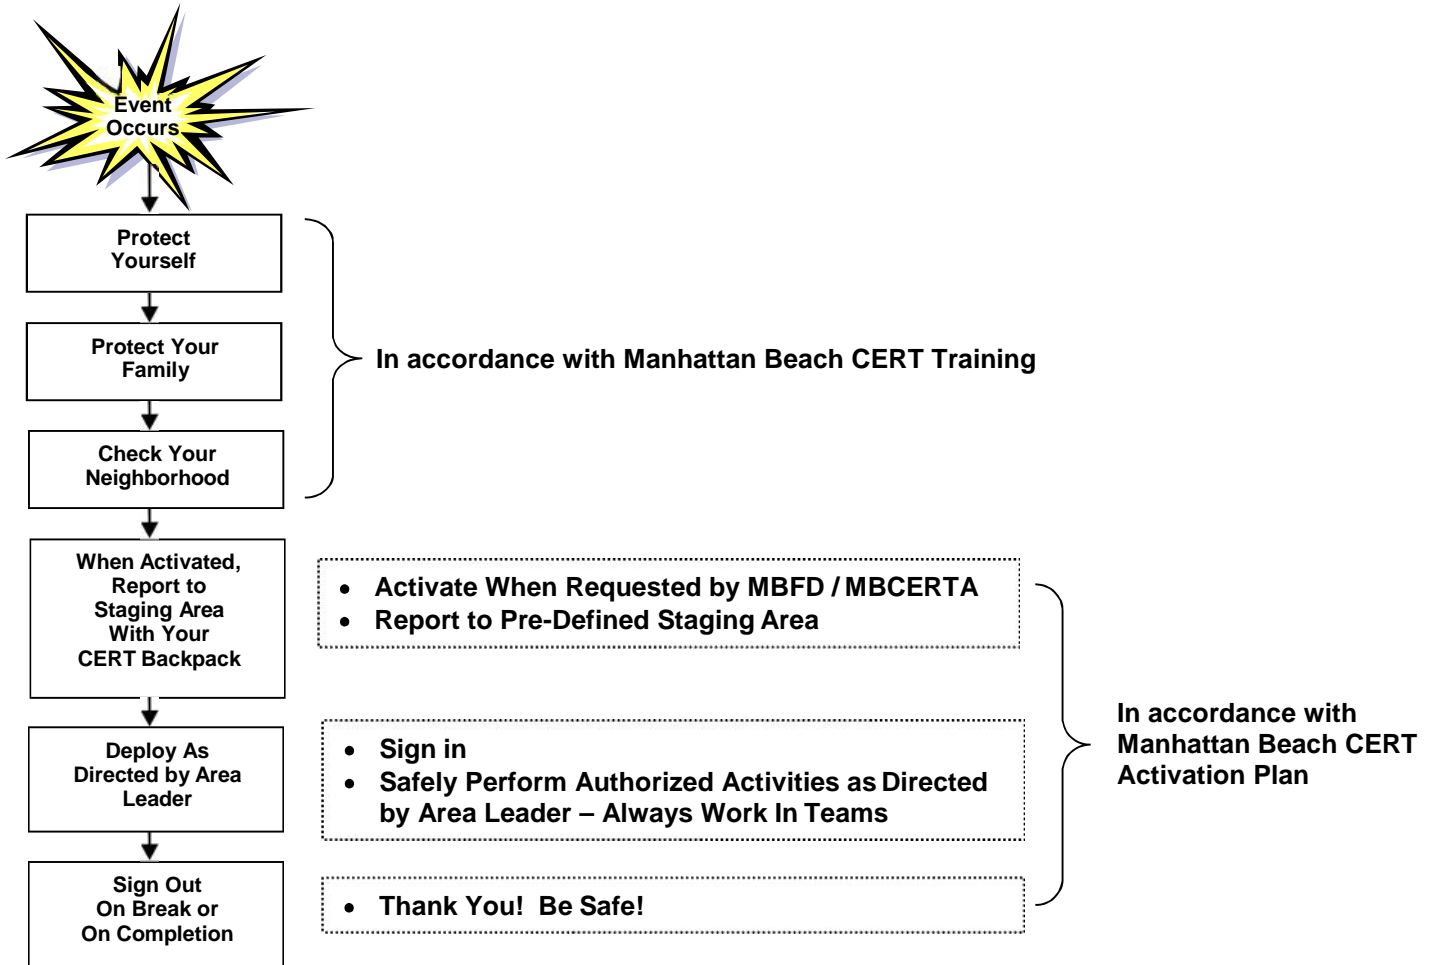 Event
Occurs
Protect
Yourself
Protect Your
Family
In accordance with Manhattan Beach CERT Training
Check Your
Neighborhood
When Activated,
Report to
Staging Area
With Your
CERT Backpack
• Activate When Requested by MBFD / MBCERTA
• Report to Pre-Defined Staging Area
Deploy As
Directed by Area
Leader
• Sign in
• Safely Perform Authorized Activities as Directed
by Area Leader – Always Work In Teams
In accordance with
Manhattan Beach CERT
Activation Plan
Sign Out
On Break or
On Completion
• Thank You! Be Safe!